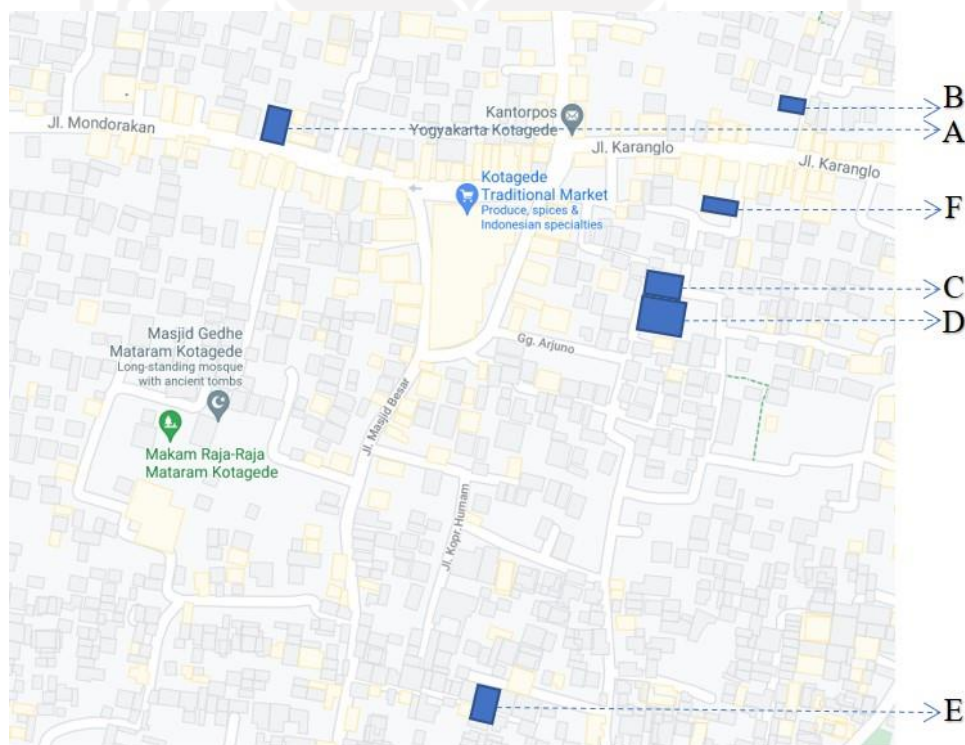 B
Kantorpos
Yogyakarta Kotagede
A
Jl. Mondorakan
Jl. Karanglo
Jl. Karanglo
Kotagede
Traditional Market
Produce, spices &
Indonesian specialties
F
C
D
Masjid Gedhe
Mataram Kotagede
Long-standing mosque
with ancient tombs
Gg. Arjuno
Jl. Masjid Besar
Makam Raja-Raja
Mataram Kotagede
Jl. Kopr. Humam
E